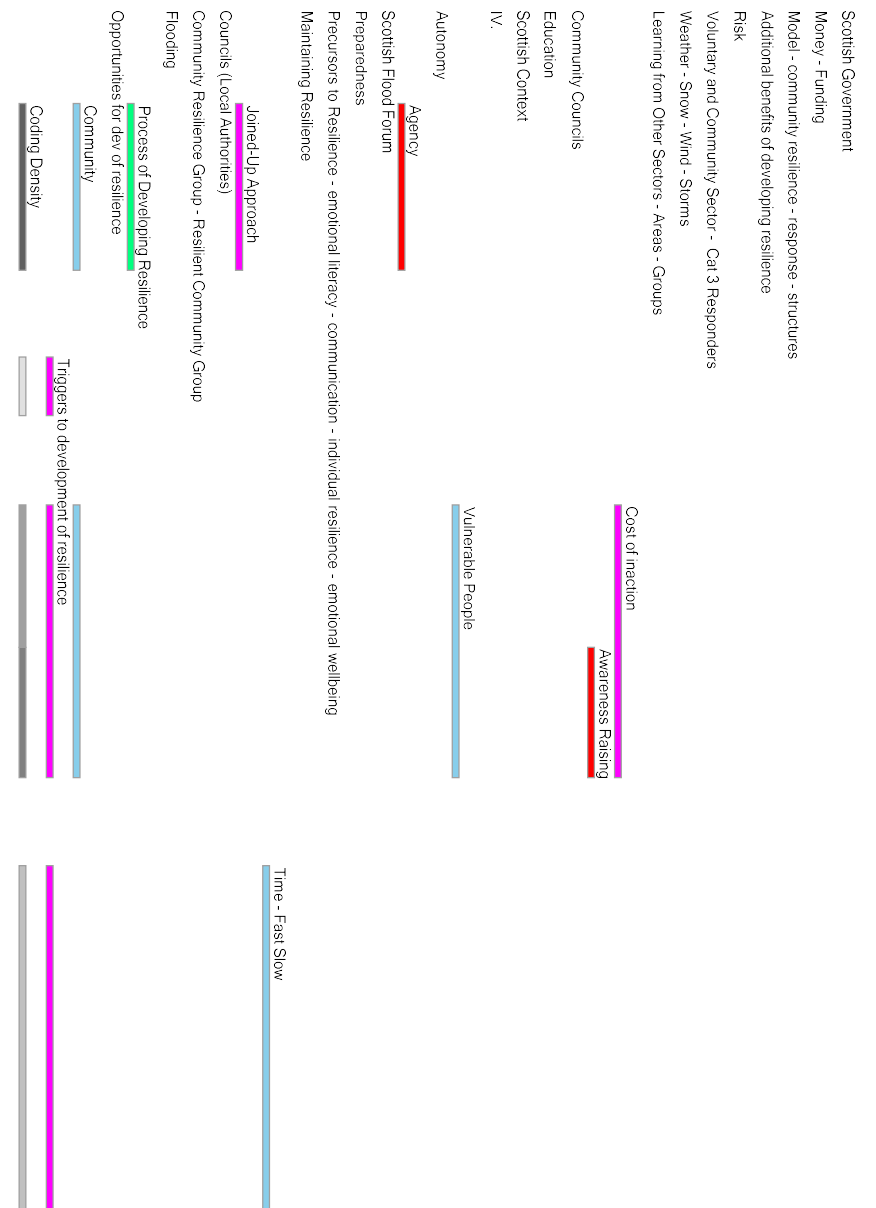 Scottish Government
Money - Funding
Model - community resilience - response - structures
Additional benefits of developing resilience
Risk
Voluntary and Community Sector - Cat 3 Responders
Weather - Snow - Wind - Storms
Learning from Other Sectors - Areas - Groups
Cost of inaction
Awareness Raising
Community Councils
Education
Scottish Context
IV.
Vulnerable People
Autonomy
Agency
Scottish Flood Forum
Preparedness
Precursors to Resilience - emotional literacy - communication - individual resilience - emotional wellbeing
Maintaining Resilience
Time - Fast Slow
Joined-Up Approach
Councils (Local Authorities)
Community Resilience Group - Resilient Community Group
Flooding
Process of Developing Resilience
Opportunities for dev of resilience
Community
Triggers to development of resilience
Coding Density